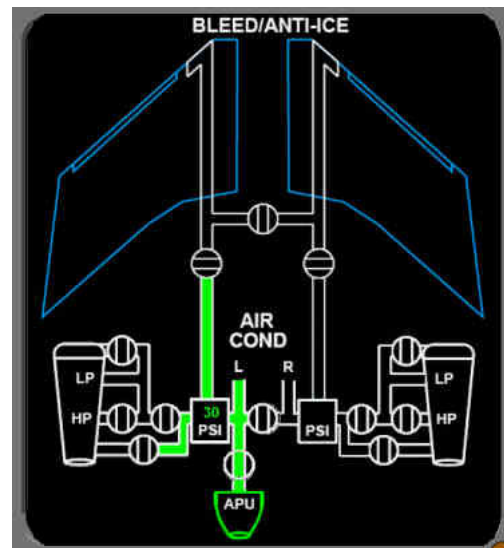 BLEED/ANTI-ICE
AIR
COND
L R
LP LP
30
HP PSI PSI HP
APU